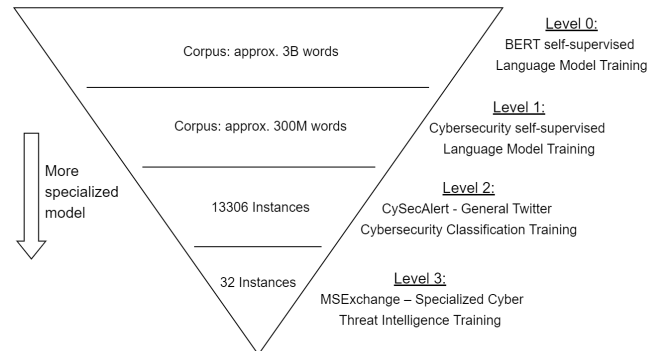 Corpus: approx. 3B words
Level 0:
BERT self-supervised
Language Model Training
Corpus: approx. 300M words
Level 1:
Cybersecurity self-supervised
Language Model Training
More
specialized
model
13306 Instances
Level 2:
CySecAlert - General Twitter
Cybersecurity Classification Training
32 Instances
Level 3:
MSExchange – Specialized Cyber
Threat Intelligence Training